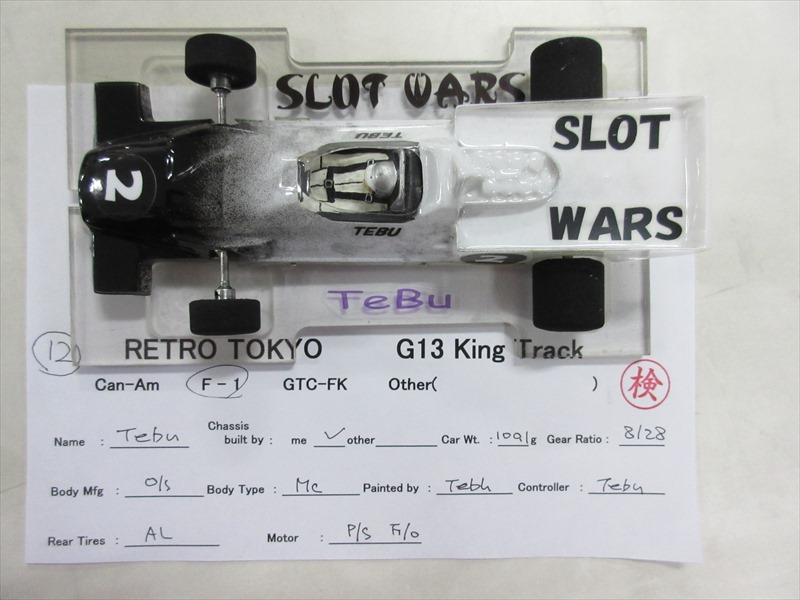 SLOT WARS
TEBU
SLOT
WARS
2
TEBU
2
TeBu
12 RETRO TOKYO G13 King Track
Can-Am F-1 GTC-FK Other( )
検
Name : Tebu Chassis built by : me ✓ other Car Wt. : 109.1g Gear Ratio : 8/28
Body Mfg : O/S Body Type : Mc Painted by : Tebu Controller : Tebu
Rear Tires : AL Motor : P/S F/O